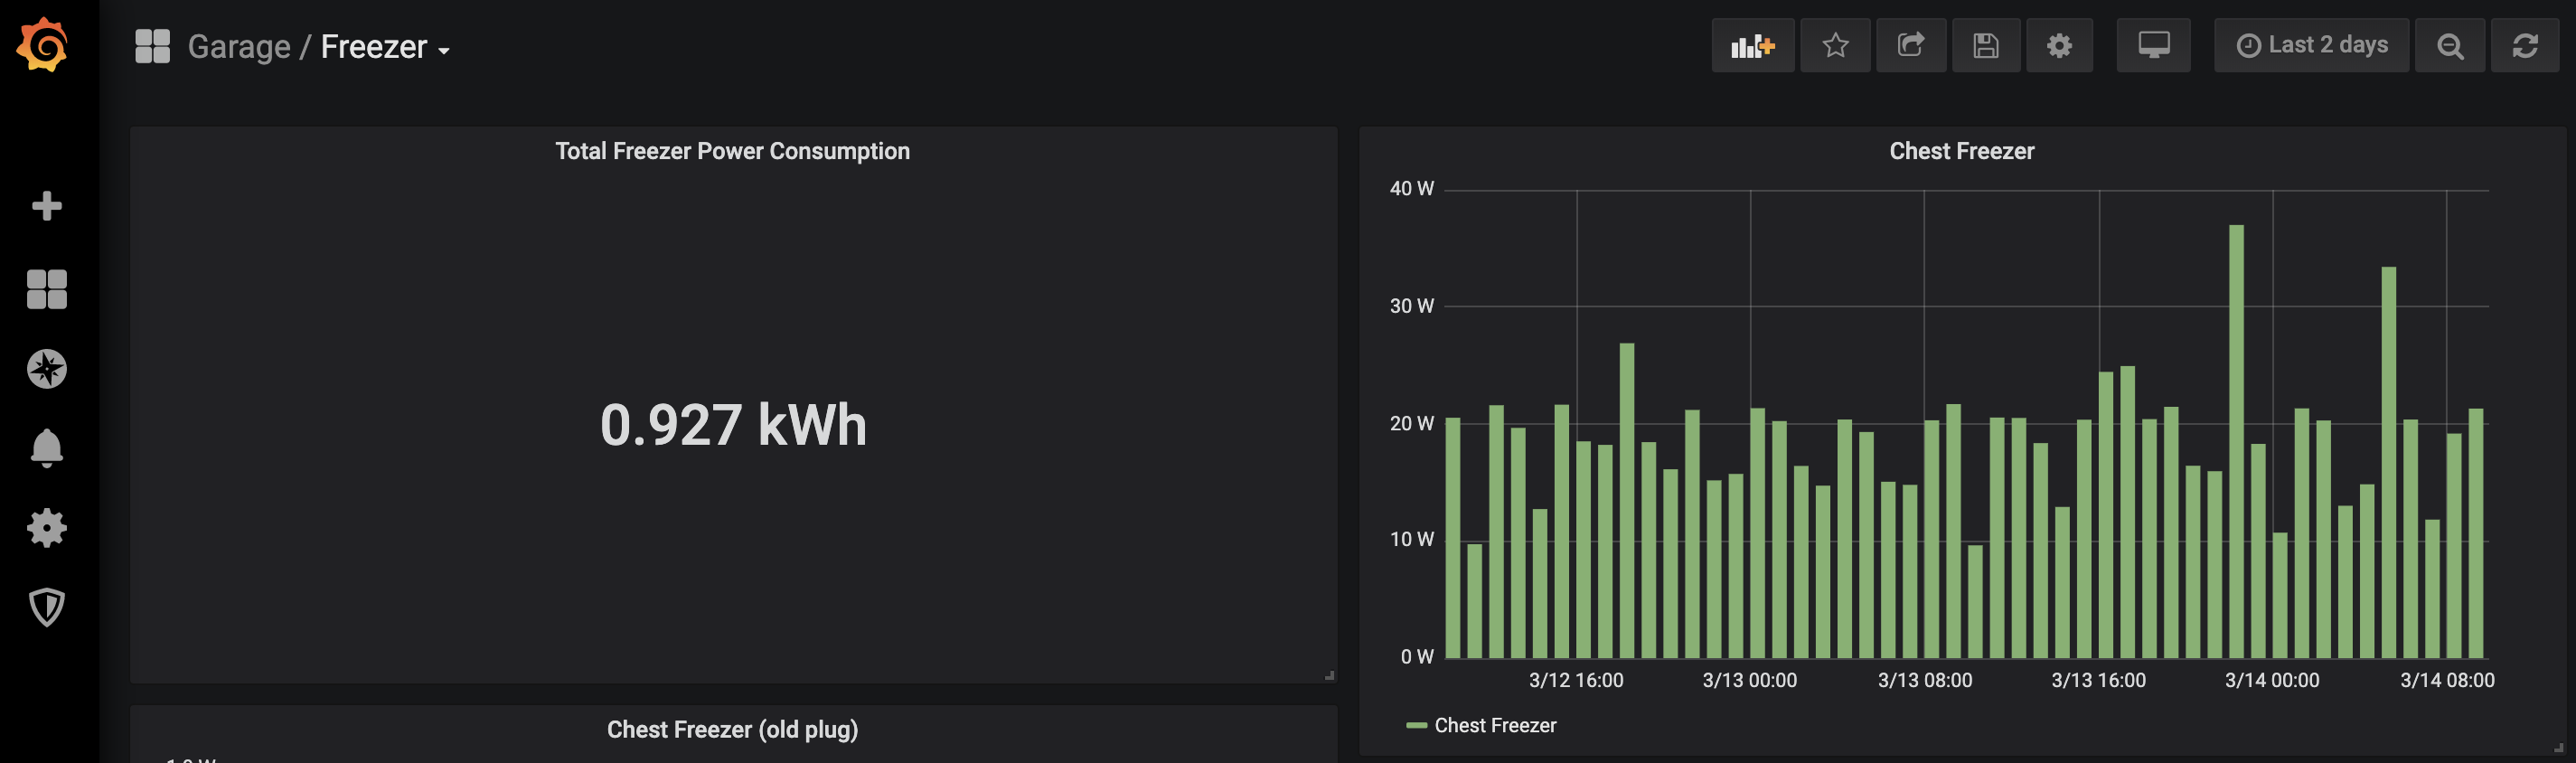 Garage / Freezer
Last 2 days
Total Freezer Power Consumption
0.927 kWh
Chest Freezer (old plug)
Chest Freezer
40 W
30 W
20 W
10 W
0 W
3/12 16:00 3/13 00:00 3/13 08:00 3/13 16:00 3/14 00:00 3/14 08:00
Chest Freezer